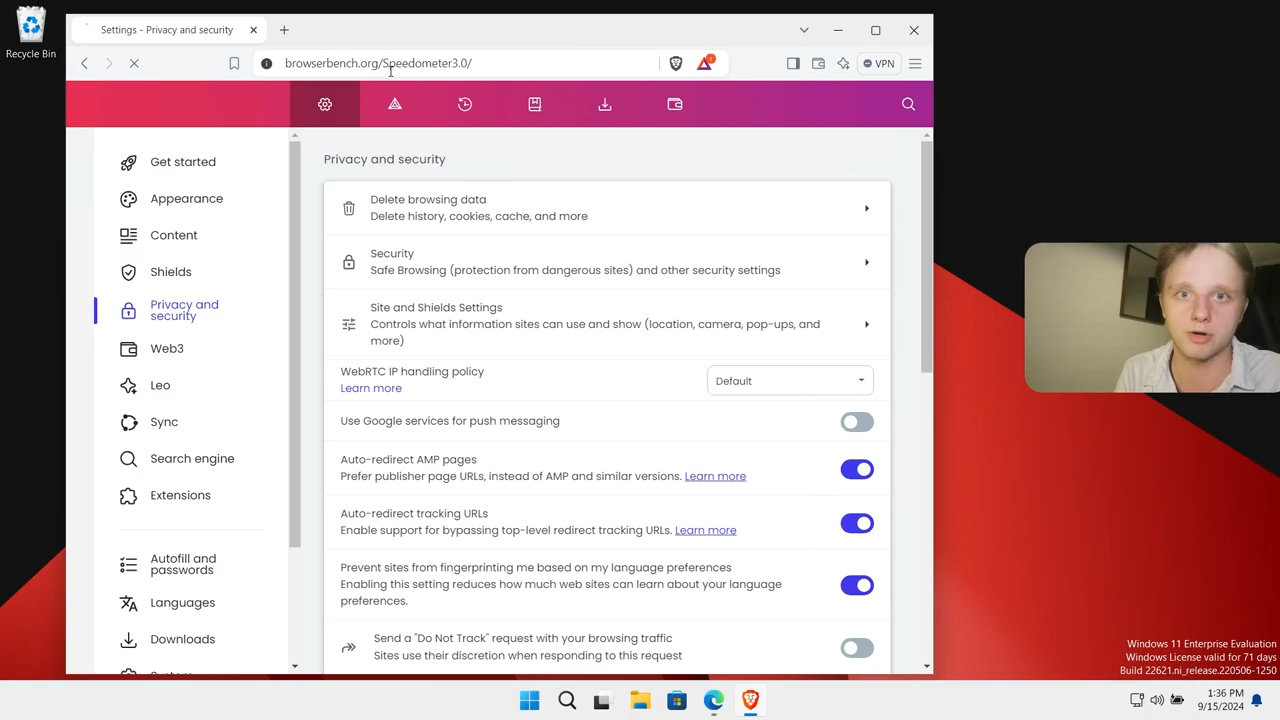 Recycle Bin
Settings - Privacy and security
browserbench.org/Speedometer3.0/
1
VPN
Get started
Appearance
Content
Shields
Privacy and
security
Web3
Leo
Sync
Search engine
Extensions
Autofill and
passwords
Languages
Downloads
Privacy and security
Delete browsing data
Delete history, cookies, cache, and more
Security
Safe Browsing (protection from dangerous sites) and other security settings
Site and Shields Settings
Controls what information sites can use and show (location, camera, pop-ups, and
more)
WebRTC IP handling policy
Learn more
Default
Use Google services for push messaging
Auto-redirect AMP pages
Prefer publisher page URLs, instead of AMP and similar versions. Learn more
Auto-redirect tracking URLs
Enable support for bypassing top-level redirect tracking URLs. Learn more
Prevent sites from fingerprinting me based on my language preferences
Enabling this setting reduces how much web sites can learn about your language
preferences.
Send a "Do Not Track" request with your browsing traffic
Sites use their discretion when responding to this request
Windows 11 Enterprise Evaluation
Windows License valid for 71 days
Build 22621.ni_release.220506-1250
1:36 PM
9/15/2024